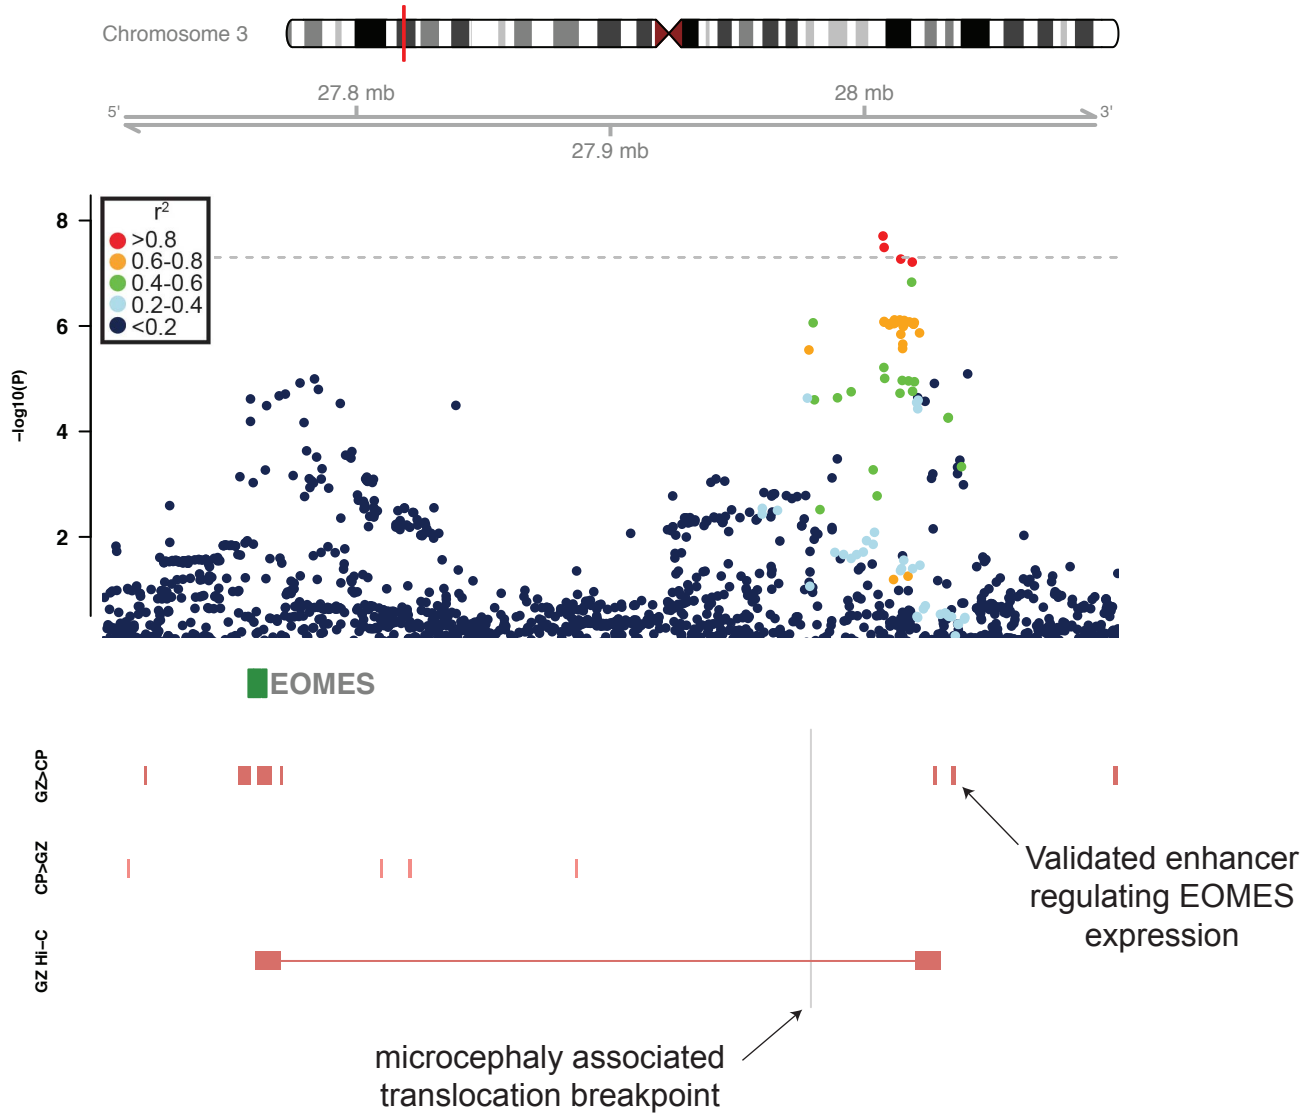 Chromosome 3
27.8 mb
28 mb
5'
3'
27.9 mb
r²
>0.8
0.6-0.8
0.4-0.6
0.2-0.4
<0.2
8
6
4
2
−log10(P)
EOMES
GZ>CP
CP>GZ
GZ Hi−C
Validated enhancer
regulating EOMES
expression
microcephaly associated
translocation breakpoint